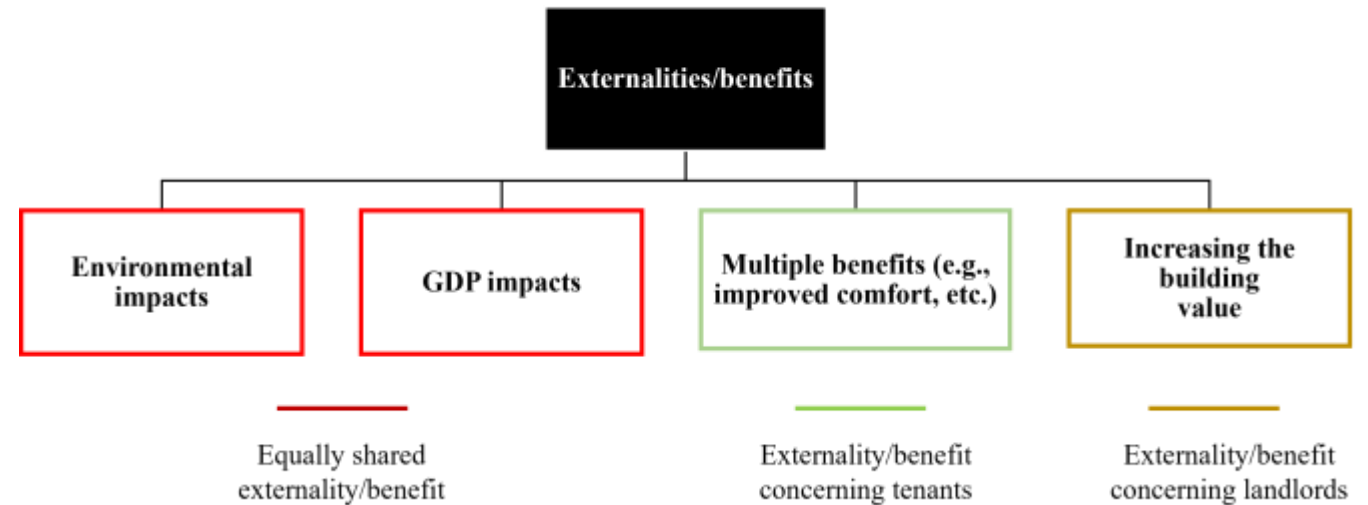 Externalities/benefits
Environmental
impacts
GDP impacts
Multiple benefits (e.g.,
improved comfort, etc.)
Increasing the
building
value
Equally shared
externality/benefit
Externality/benefit
concerning tenants
Externality/benefit
concerning landlords